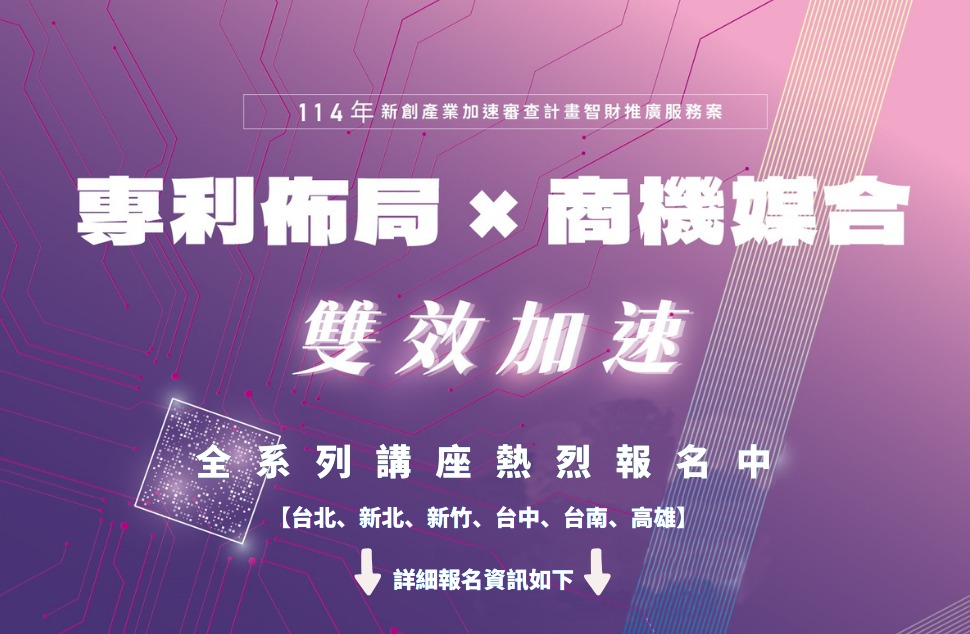 114年新創產業加速審查計畫智財推廣服務案
專利佈局×商機媒合
雙效加速
全系列講座熱烈報名中
【台北、新北、新竹、台中、台南、高雄】
詳細報名資訊如下